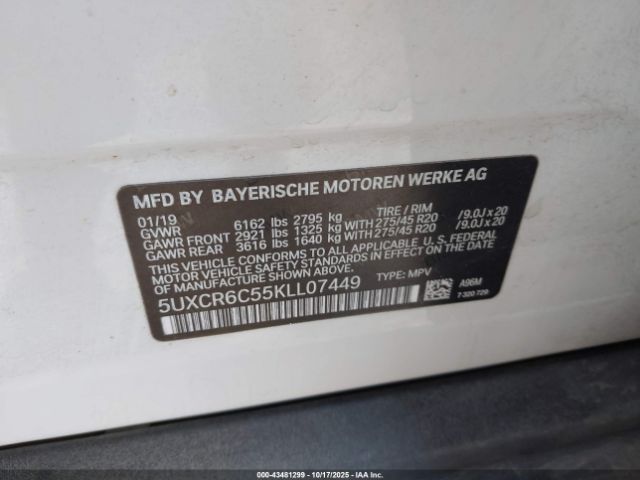 MFD BY BAYERISCHE MOTOREN WERKE AG
01/19 TIRE / RIM
GVWR 6162 lbs 2795 kg
GAWR FRONT 2921 lbs 1325 kg WITH 275/45 R20 /9.0J x 20
GAWR REAR 3616 lbs 1640 kg WITH 275/45 R20 /9.0J x 20
THIS VEHICLE CONFORMS TO ALL APPLICABLE U.S. FEDERAL
MOTOR VEHICLE SAFETY STANDARDS IN EFFECT ON THE DATE OF
MANUFACTURE SHOWN ABOVE.
5UXCR6C55KLL07449 TYPE: MPV
A96M
7 320 729
000-43481299 - 10/17/2025 - IAA Inc.